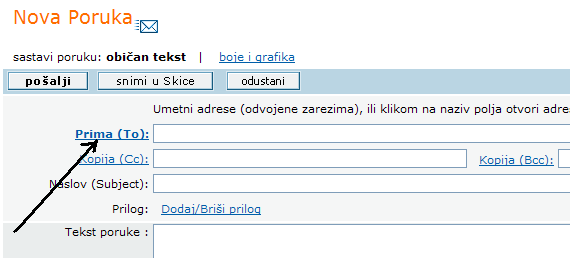 Nova Poruka
sastavi poruku: običan tekst | boje i grafika
pošalji snimi u Skice odustani
Umetni adrese (odvojene zarezima), ili klikom na naziv polja otvori adre
Prima (To):
Kopija (Cc): Kopija (Bcc):
Naslov (Subject):
Prilog: Dodaj/Briši prilog
Tekst poruke :